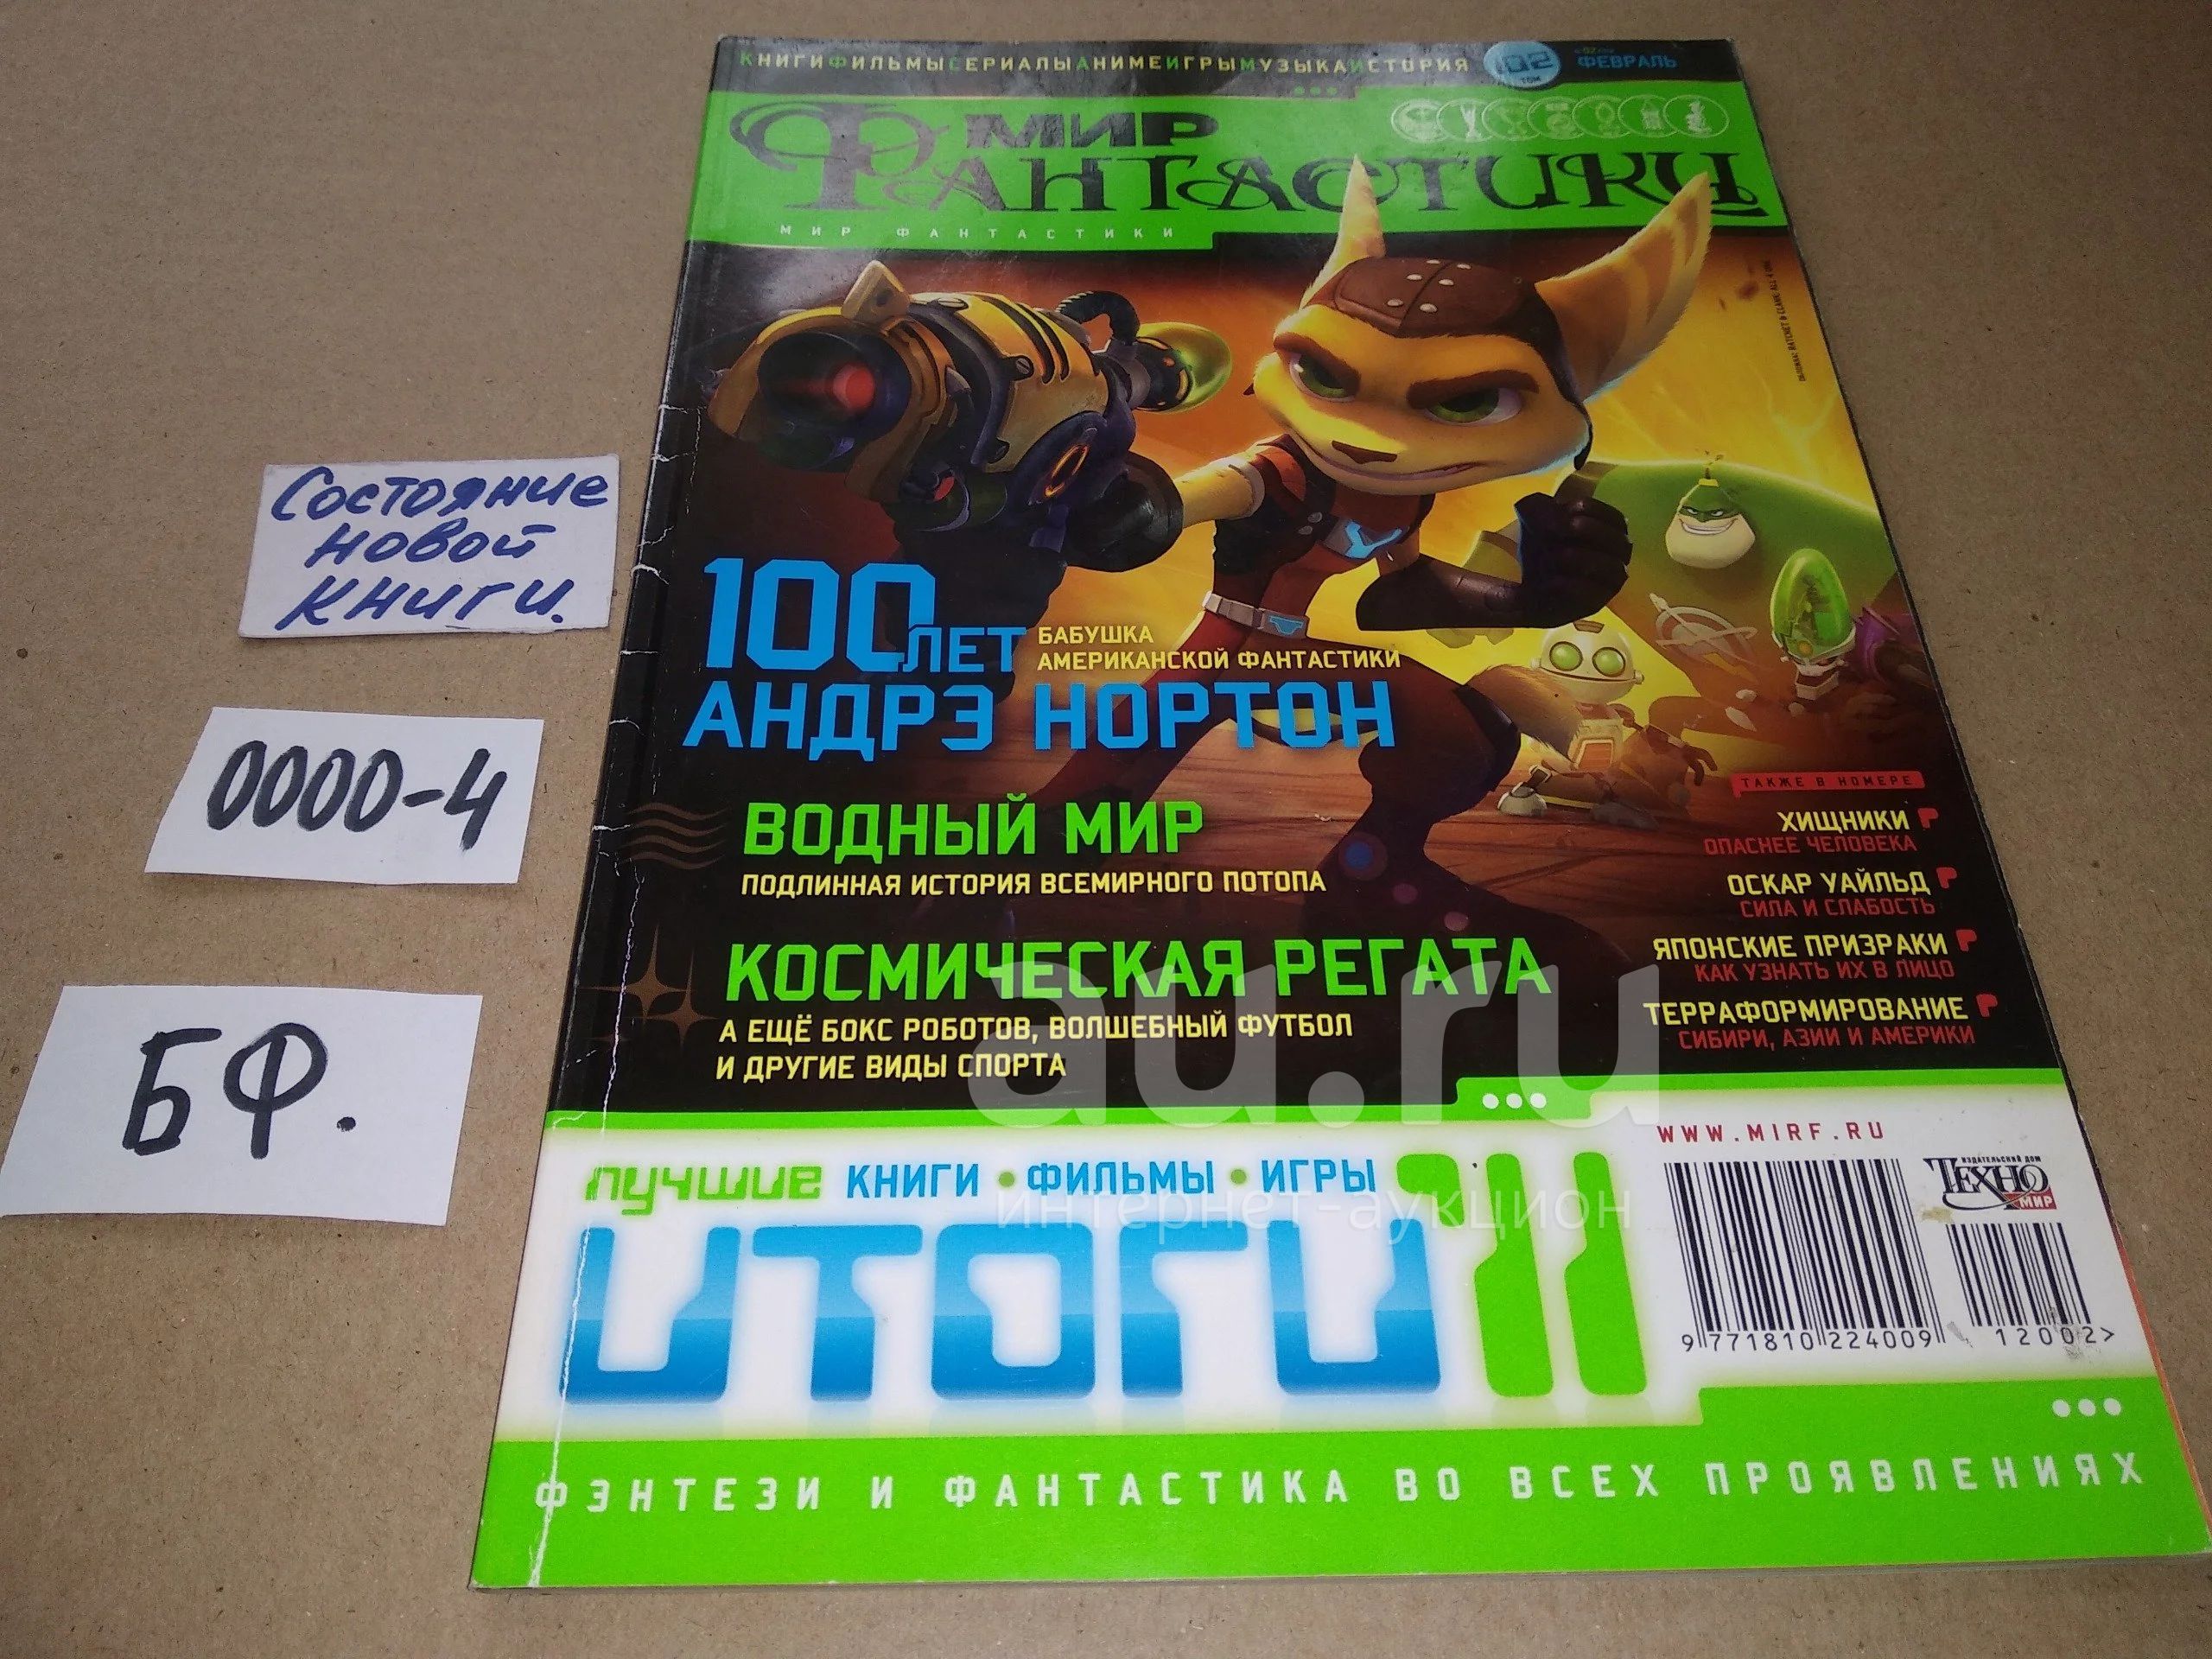 КНИГИФИЛЬМЫСЕРИАЛЫАНИМЕИГРЫМУЗЫКАИСТОРИЯ
102
ТОМ
ФЕВРАЛЬ
МИР
ФАНТАСТИКИ
МИР ФАНТАСТИКИ
Состояние
новой
книги.
0000-4
БФ.
100 ЛЕТ
БАБУШКА
АМЕРИКАНСКОЙ ФАНТАСТИКИ
АНДРЭ НОРТОН
ВОДНЫЙ МИР
ПОДЛИННАЯ ИСТОРИЯ ВСЕМИРНОГО ПОТОПА
КОСМИЧЕСКАЯ РЕГАТА
А ЕЩЁ БОКС РОБОТОВ, ВОЛШЕБНЫЙ ФУТБОЛ
И ДРУГИЕ ВИДЫ СПОРТА
ТАКЖЕ В НОМЕРЕ
ХИЩНИКИ
ОПАСНЕЕ ЧЕЛОВЕКА
ОСКАР УАЙЛЬД
СИЛА И СЛАБОСТЬ
ЯПОНСКИЕ ПРИЗРАКИ
КАК УЗНАТЬ ИХ В ЛИЦО
ТЕРРАФОРМИРОВАНИЕ
СИБИРИ, АЗИИ И АМЕРИКИ
au.ru
интернет-аукцион
ЛУЧШИЕ КНИГИ • ФИЛЬМЫ • ИГРЫ
ИТОГИ'11
WWW.MIRF.RU
ИЗДАТЕЛЬСКИЙ ДОМ
ТЕХНО
МИР
9 771810 224009
12002>
ФЭНТЕЗИ И ФАНТАСТИКА ВО ВСЕХ ПРОЯВЛЕНИЯХ